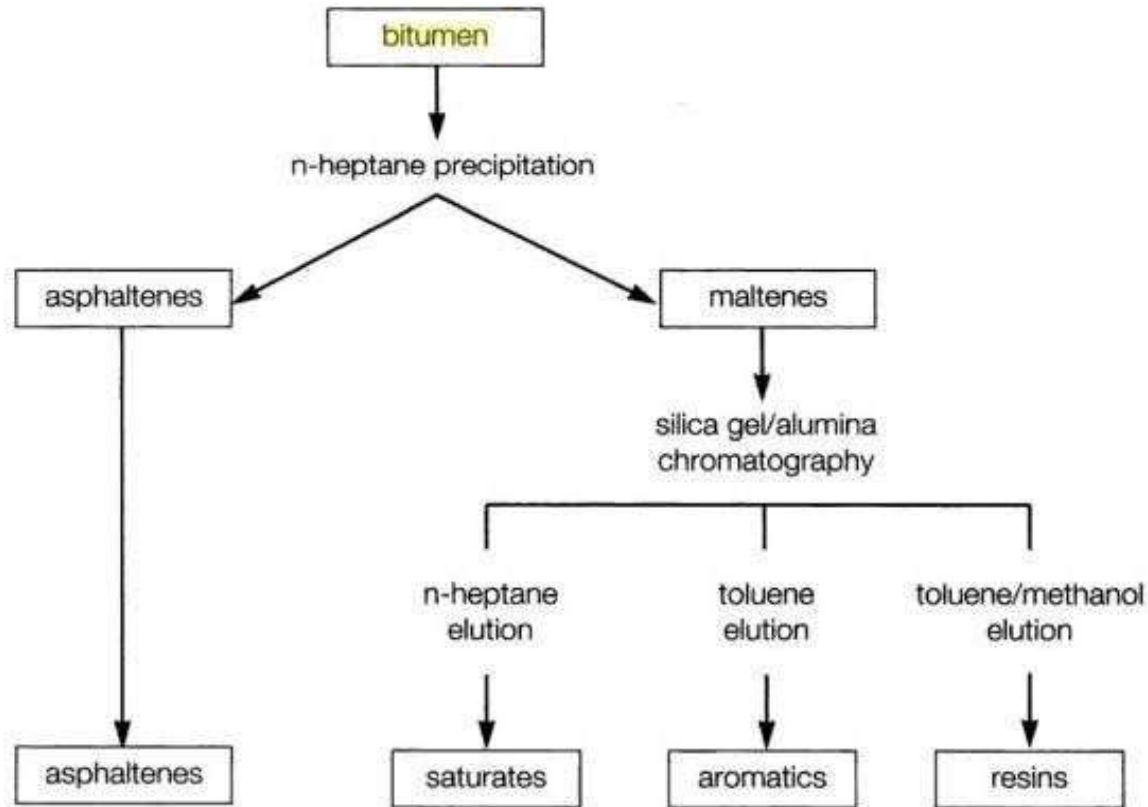 bitumen
n-heptane precipitation
asphaltenes
maltenes
silica gel/alumina
chromatography
n-heptane
elution
toluene
elution
toluene/methanol
elution
asphaltenes
saturates
aromatics
resins